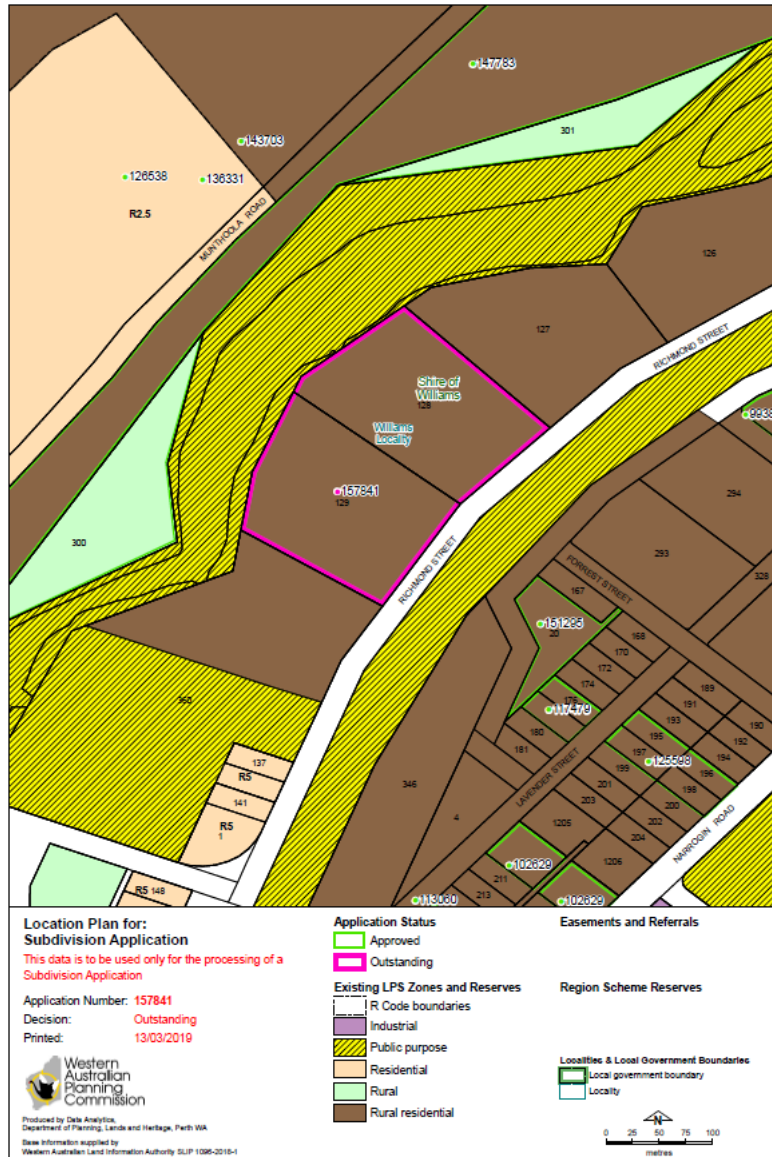 147783
301
143703
126538
136331
R2.5
MUNTHOOLA ROAD
126
127
RICHMOND STREET
Shire of
Williams
128
Williams
Locality
9938
157841
129
294
293
300
RICHMOND STREET
FORREST STREET
328
167
151295
20
168
170
172
174
189
176
117479
191
190
160
180
193
192
181
195
194
137
197
125598
R5
LAVENDER STREET
199
196
346
201
198
141
203
200
R5
4
202
1
1205
204
NARROGIN ROAD
1206
102629
211
R5 148
213
113060
102629
Location Plan for:
Subdivision Application
This data is to be used only for the processing of a
Subdivision Application
Application Number: 157841
Decision: Outstanding
Printed: 13/03/2019
Western
Australian
Planning
Commission
Produced by Data Analytics,
Department of Planning, Lands and Heritage, Perth WA
Base Information supplied by
Western Australian Land Information Authority SLIP 1096-2018-1
Application Status
Approved
Outstanding
Existing LPS Zones and Reserves
R Code boundaries
Industrial
Public purpose
Residential
Rural
Rural residential
Easements and Referrals
Region Scheme Reserves
Localities & Local Government Boundaries
Local government boundary
Locality
N
0 25 50 75 100
metres